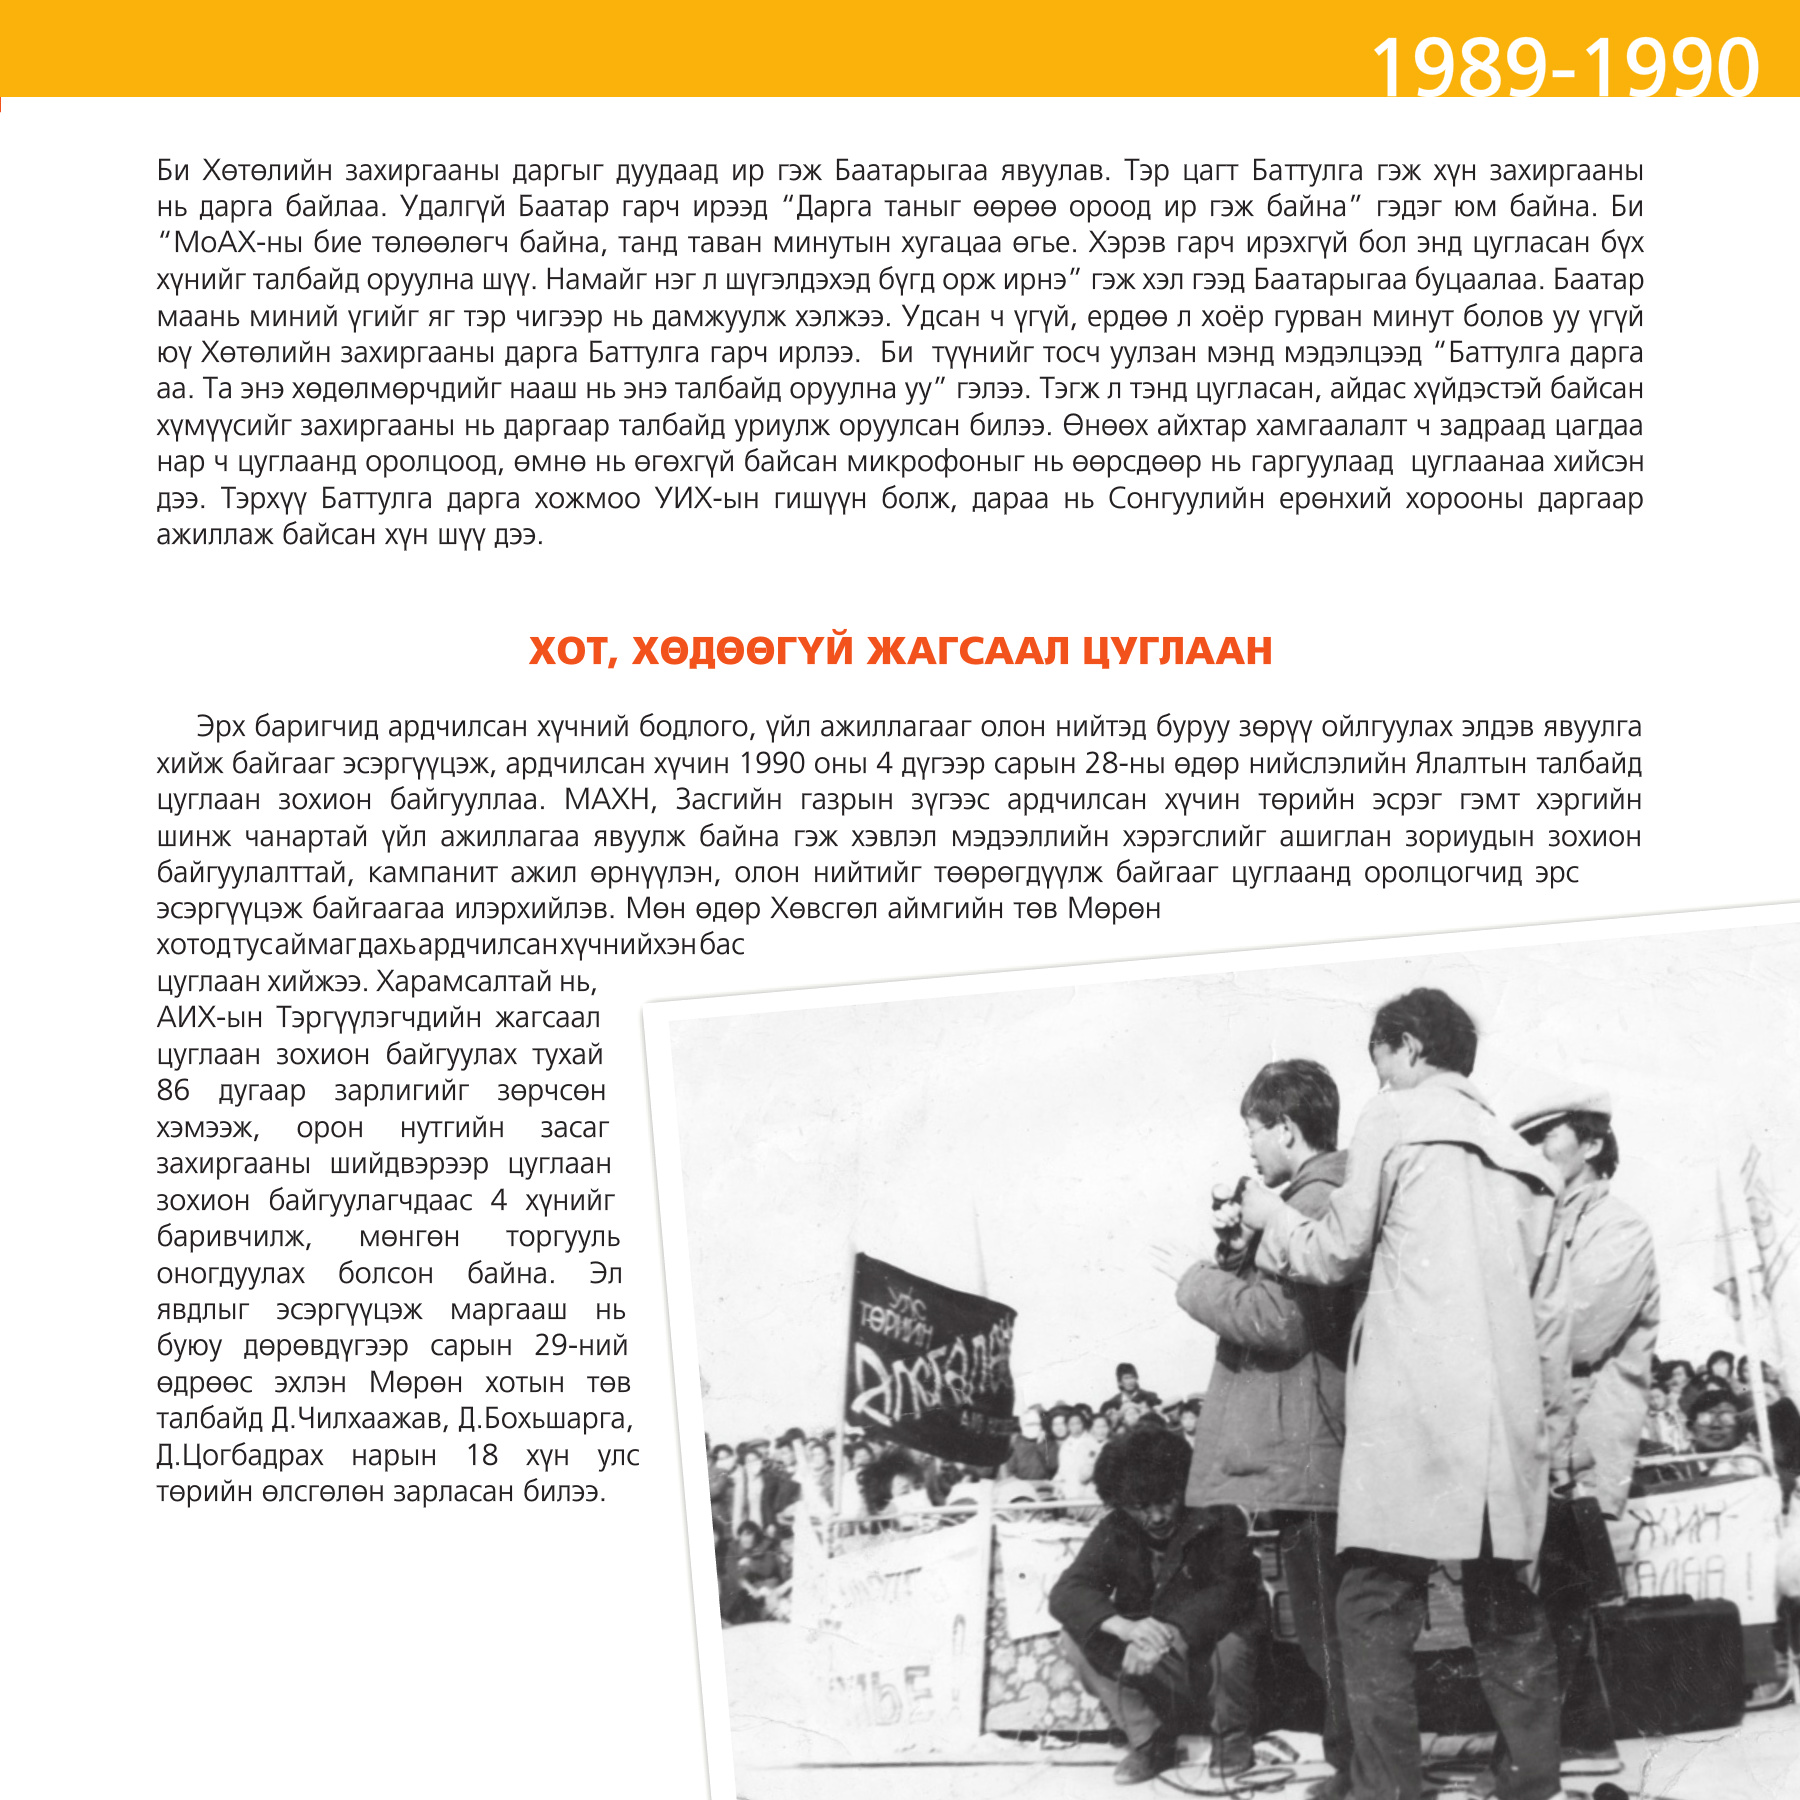 1989-1990
Би Хөтөлийн захиргааны даргыг дуудаад ир гэж Баатарыгаа явуулав. Тэр цагт Баттулга гэж хүн захиргааны
нь дарга байлаа. Удалгүй Баатар гарч ирээд “Дарга таныг өөрөө ороод ир гэж байна” гэдэг юм байна. Би
“МоАХ-ны бие төлөөлөгч байна, танд таван минутын хугацаа өгье. Хэрэв гарч ирэхгүй бол энд цугласан бүх
хүнийг талбайд оруулна шүү. Намайг нэг л шүгэлдэхэд бүгд орж ирнэ” гэж хэл гээд Баатарыгаа буцаалаа. Баатар
маань миний үгийг яг тэр чигээр нь дамжуулж хэлжээ. Удсан ч үгүй, ердөө л хоёр гурван минут болов уу үгүй
юү Хөтөлийн захиргааны дарга Баттулга гарч ирлээ. Би түүнийг тосч уулзан мэнд мэдэлцээд “Баттулга дарга
аа. Та энэ хөдөлмөрчдийг нааш нь энэ талбайд оруулна уу” гэлээ. Тэгж л тэнд цугласан, айдас хүйдэстэй байсан
хүмүүсийг захиргааны нь даргаар талбайд уриулж оруулсан билээ. Өнөөх айхтар хамгаалалт ч задраад цагдаа
нар ч цуглаанд оролцоод, өмнө нь өгөхгүй байсан микрофоныг нь өөрсдөөр нь гаргуулаад цуглаанаа хийсэн
дээ. Тэрхүү Баттулга дарга хожмоо УИХ-ын гишүүн болж, дараа нь Сонгуулийн ерөнхий хорооны даргаар
ажиллаж байсан хүн шүү дээ.
ХОТ, ХӨДӨӨГҮЙ ЖАГСААЛ ЦУГЛААН
Эрх баригчид ардчилсан хүчний бодлого, үйл ажиллагааг олон нийтэд буруу зөрүү ойлгуулах элдэв явуулга
хийж байгааг эсэргүүцэж, ардчилсан хүчин 1990 оны 4 дүгээр сарын 28-ны өдөр нийслэлийн Ялалтын талбайд
цуглаан зохион байгууллаа. МАХН, Засгийн газрын зүгээс ардчилсан хүчин төрийн эсрэг гэмт хэргийн
шинж чанартай үйл ажиллагаа явуулж байна гэж хэвлэл мэдээллийн хэрэгслийг ашиглан зориудын зохион
байгуулалттай, кампанит ажил өрнүүлэн, олон нийтийг төөрөгдүүлж байгааг цуглаанд оролцогчид эрс
эсэргүүцэж байгаагаа илэрхийлэв. Мөн өдөр Хөвсгөл аймгийн төв Мөрөн
хотод тус аймаг дахь ардчилсан хүчнийхэн бас
цуглаан хийжээ. Харамсалтай нь,
АИХ-ын Тэргүүлэгчдийн жагсаал
цуглаан зохион байгуулах тухай
86 дугаар зарлигийг зөрчсөн
хэмээж, орон нутгийн засаг
захиргааны шийдвэрээр цуглаан
зохион байгуулагчдаас 4 хүнийг
баривчилж, мөнгөн торгууль
оногдуулах болсон байна. Эл
явдлыг эсэргүүцэж маргааш нь
буюу дөрөвдүгээр сарын 29-ний
өдрөөс эхлэн Мөрөн хотын төв
талбайд Д.Чилхаажав, Д.Бохьшарга,
Д.Цогбадрах нарын 18 хүн улс
төрийн өлсгөлөн зарласан билээ.
УЛС
ТӨРИЙН